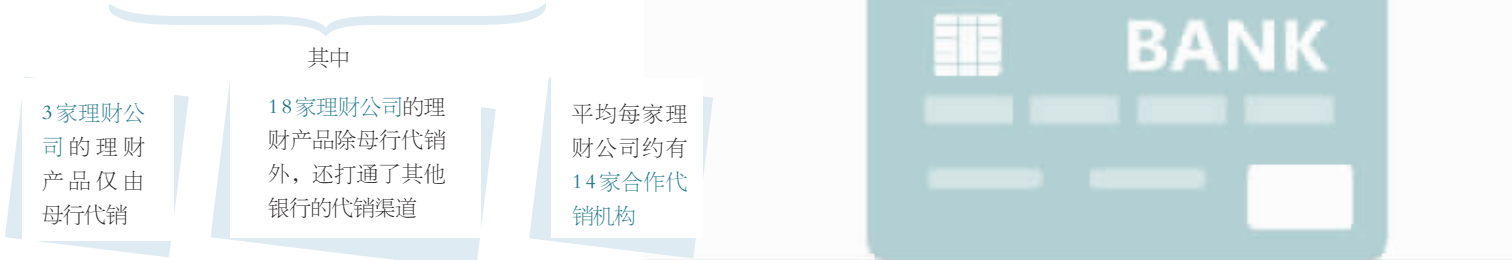 其中
3家理财公
司的理财
产品仅由
母行代销
18家理财公司的理
财产品除母行代销
外，还打通了其他
银行的代销渠道
平均每家理
财公司约有
14家合作代
销机构
BANK